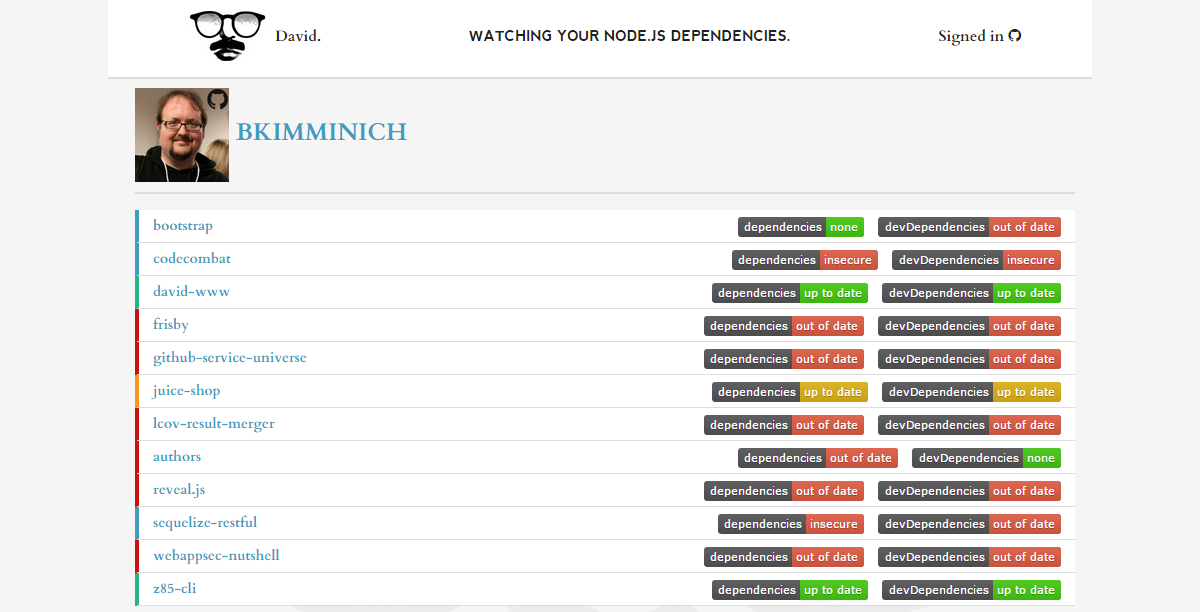 David. WATCHING YOUR NODE.JS DEPENDENCIES. Signed in
BKIMMINICH
bootstrap dependencies none devDependencies out of date
codecombat dependencies insecure devDependencies insecure
david-www dependencies up to date devDependencies up to date
frisby dependencies out of date devDependencies out of date
github-service-universe dependencies out of date devDependencies out of date
juice-shop dependencies up to date devDependencies up to date
lcov-result-merger dependencies out of date devDependencies out of date
authors dependencies out of date devDependencies none
reveal.js dependencies out of date devDependencies out of date
sequelize-restful dependencies insecure devDependencies out of date
webappsec-nutshell dependencies out of date devDependencies out of date
z85-cli dependencies up to date devDependencies up to date